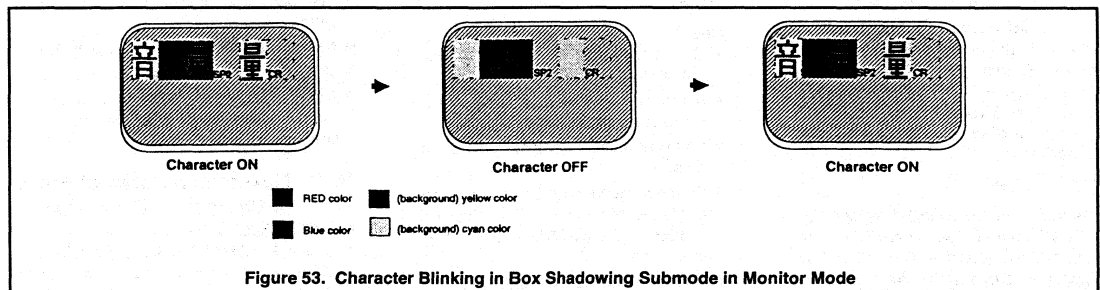 音 SP2 量 CR
SP2 CR
音 SP2 量 CR
Character ON
Character OFF
Character ON
RED color
(background) yellow color
Blue color
(background) cyan color
Figure 53. Character Blinking in Box Shadowing Submode in Monitor Mode